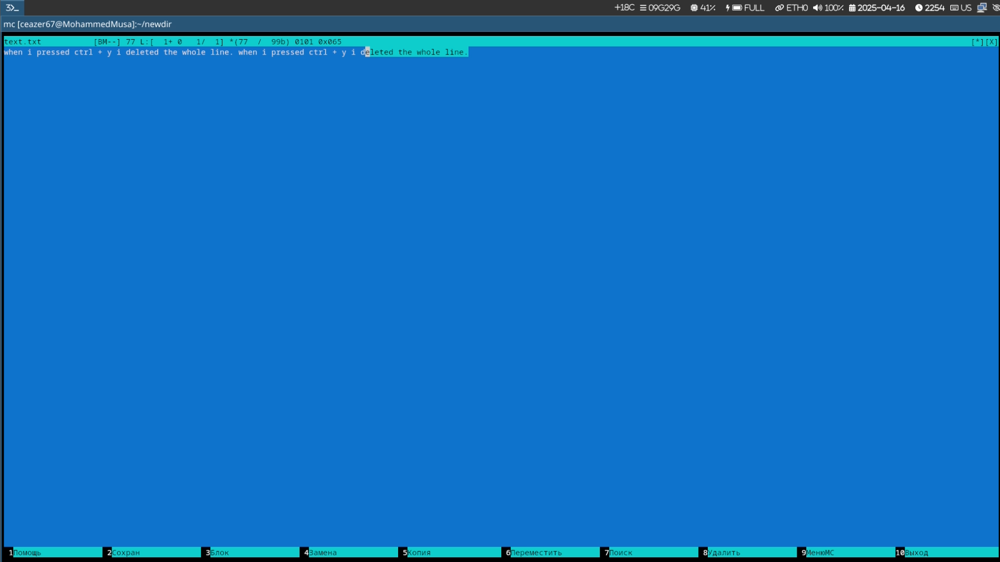 3>_ +18C 09G29G 41% FULL ETH0 100% 2025-04-16 2254 US
mc [ceazer67@MohammedMusa]:~/newdir
text.txt [BM--] 77 L:[ 1+ 0 1/ 1] *(77 / 99b) 0101 0x065 [*][X]
when i pressed ctrl + y i deleted the whole line. when i pressed ctrl + y i deleted the whole line.
1Помощь 2Сохран 3Блок 4Замена 5Копия 6Переместить 7Поиск 8Удалить 9МенюMC 10Выход